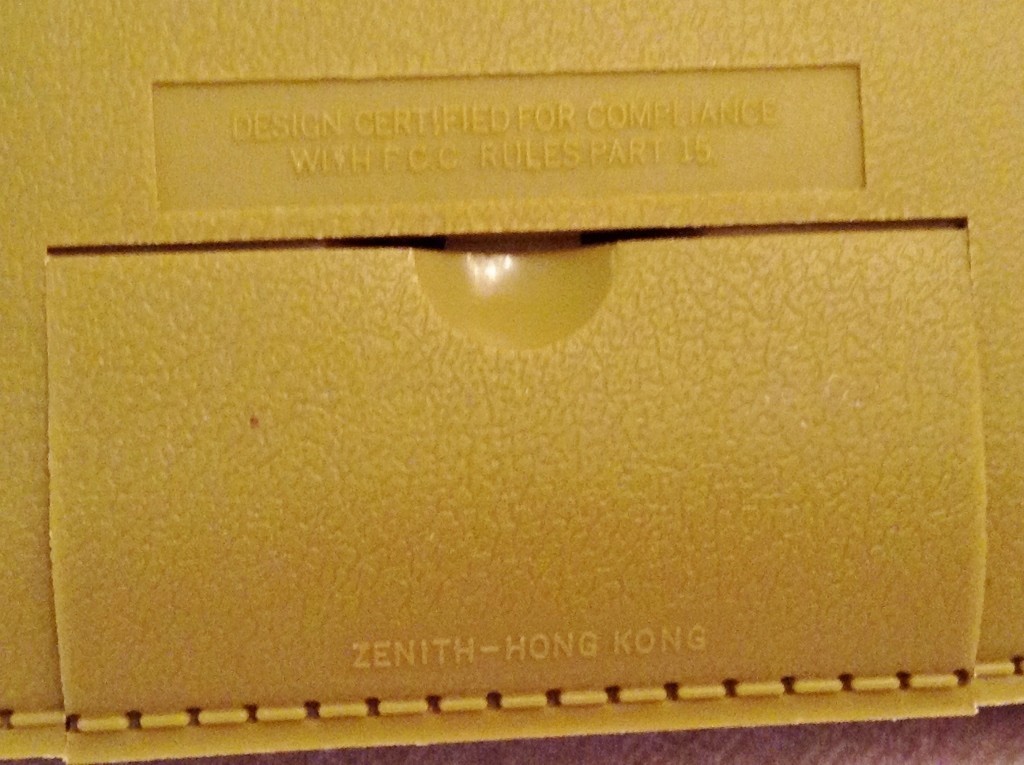 DESIGN CERTIFIED FOR COMPLIANCE
WITH F.C.C. RULES PART 15
ZENITH-HONG KONG